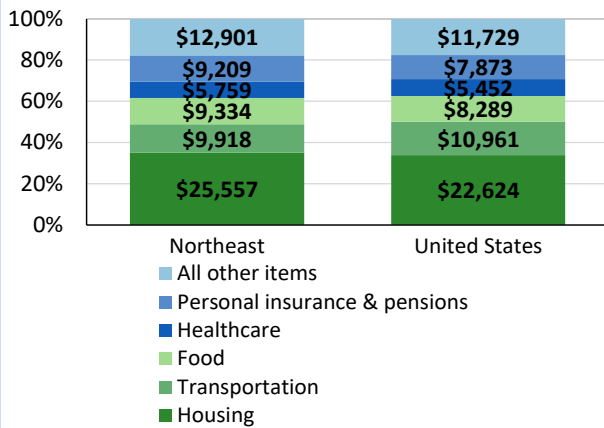 100%
80%
60%
40%
20%
0%
$12,901
$9,209
$5,759
$9,334
$9,918
$25,557
$11,729
$7,873
$5,452
$8,289
$10,961
$22,624
Northeast
United States
All other items
Personal insurance & pensions
Healthcare
Food
Transportation
Housing